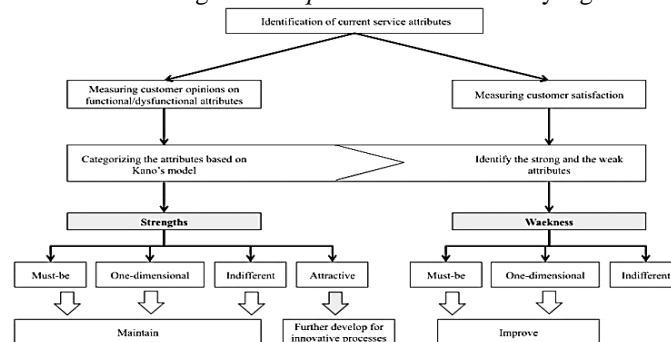 Identification of current service attributes
Measuring customer opinions on
functional/dysfunctional attributes
Measuring customer satisfaction
Categorizing the attributes based on
Kano's model
Identify the strong and the weak
attributes
Strengths
Waekness
Must-be
One-dimensional
Indifferent
Attractive
Must-be
One-dimensional
Indifferent
Maintain
Further develop for
innovative processes
Improve